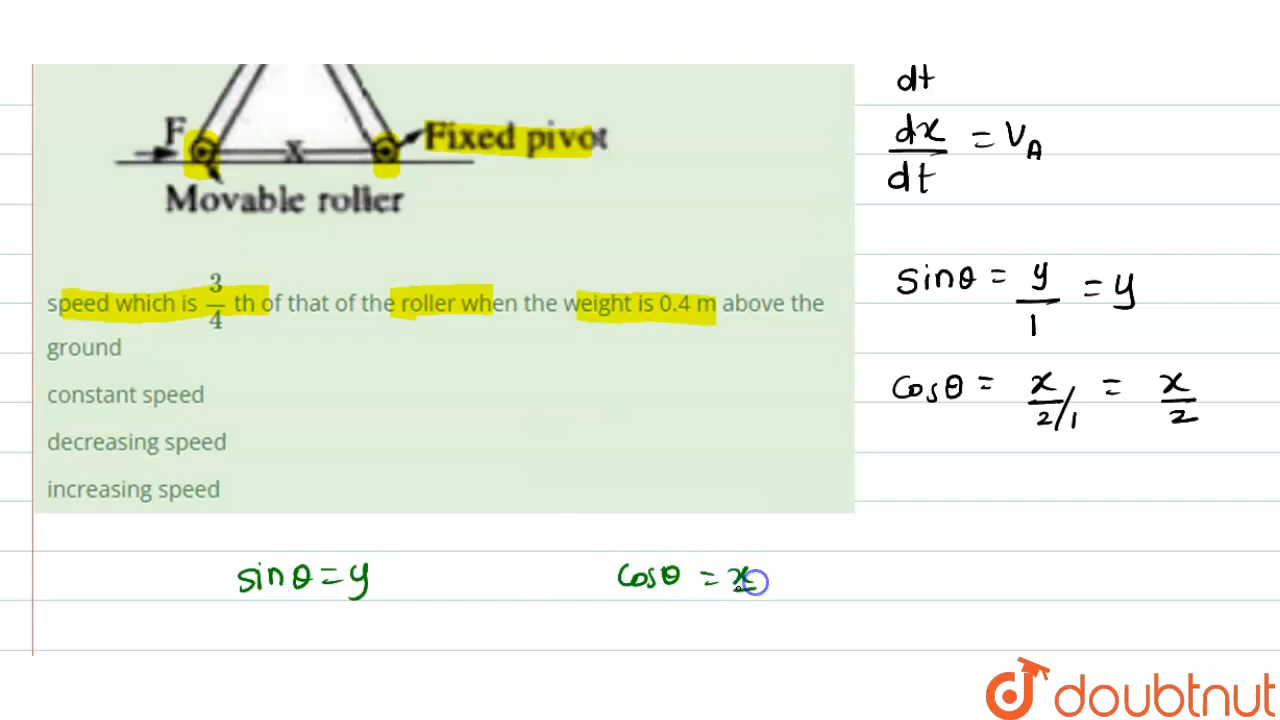 F
X
Fixed pivot
Movable roller
speed which is 3/4 th of that of the roller when the weight is 0.4 m above the
ground
constant speed
decreasing speed
increasing speed
dt
dx/dt = VA
sinθ = y/1 = y
cosθ = x/2/1 = x/2
sinθ = y
cosθ = x
doubtnut